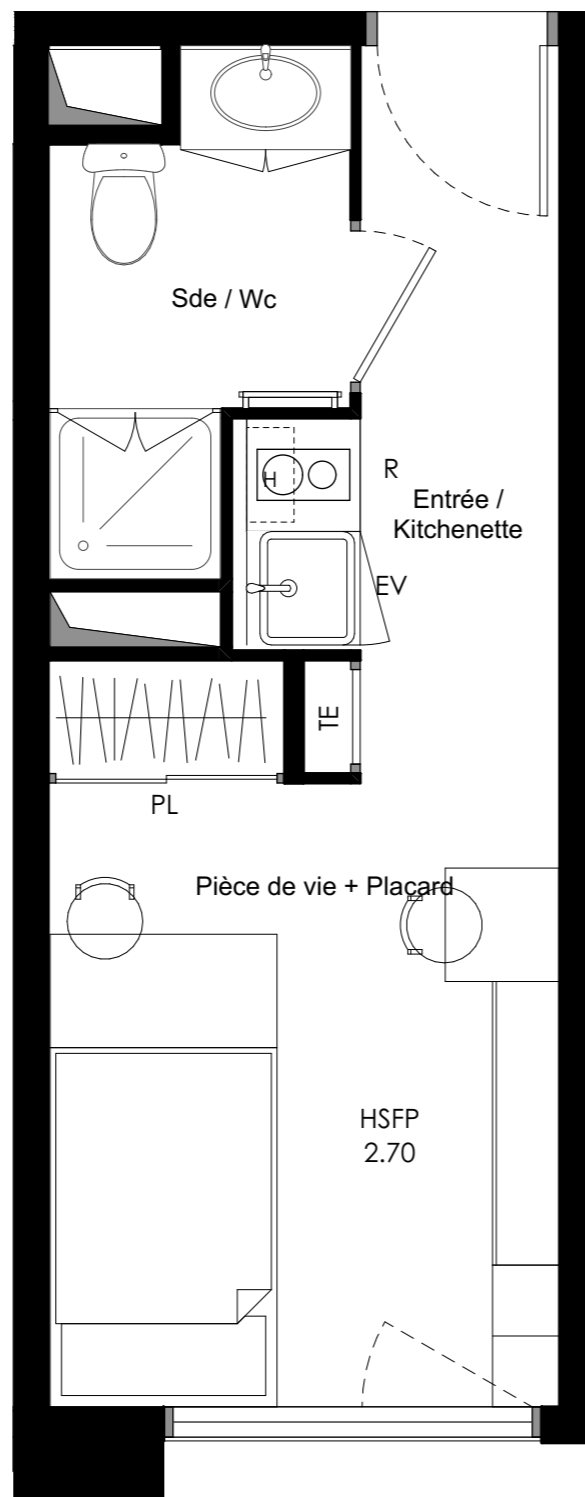 Sde / Wc
H
R
Entrée /
Kitchenette
EV
TE
PL
Pièce de vie + Placard
HSFP
2.70